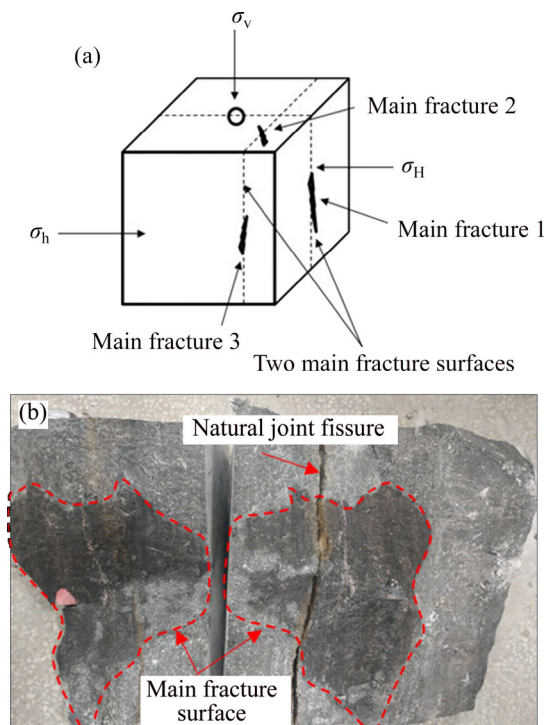 (a)
σv
Main fracture 2
σH
σh
Main fracture 1
Main fracture 3
Two main fracture surfaces
(b)
Natural joint fissure
Main fracture
surface